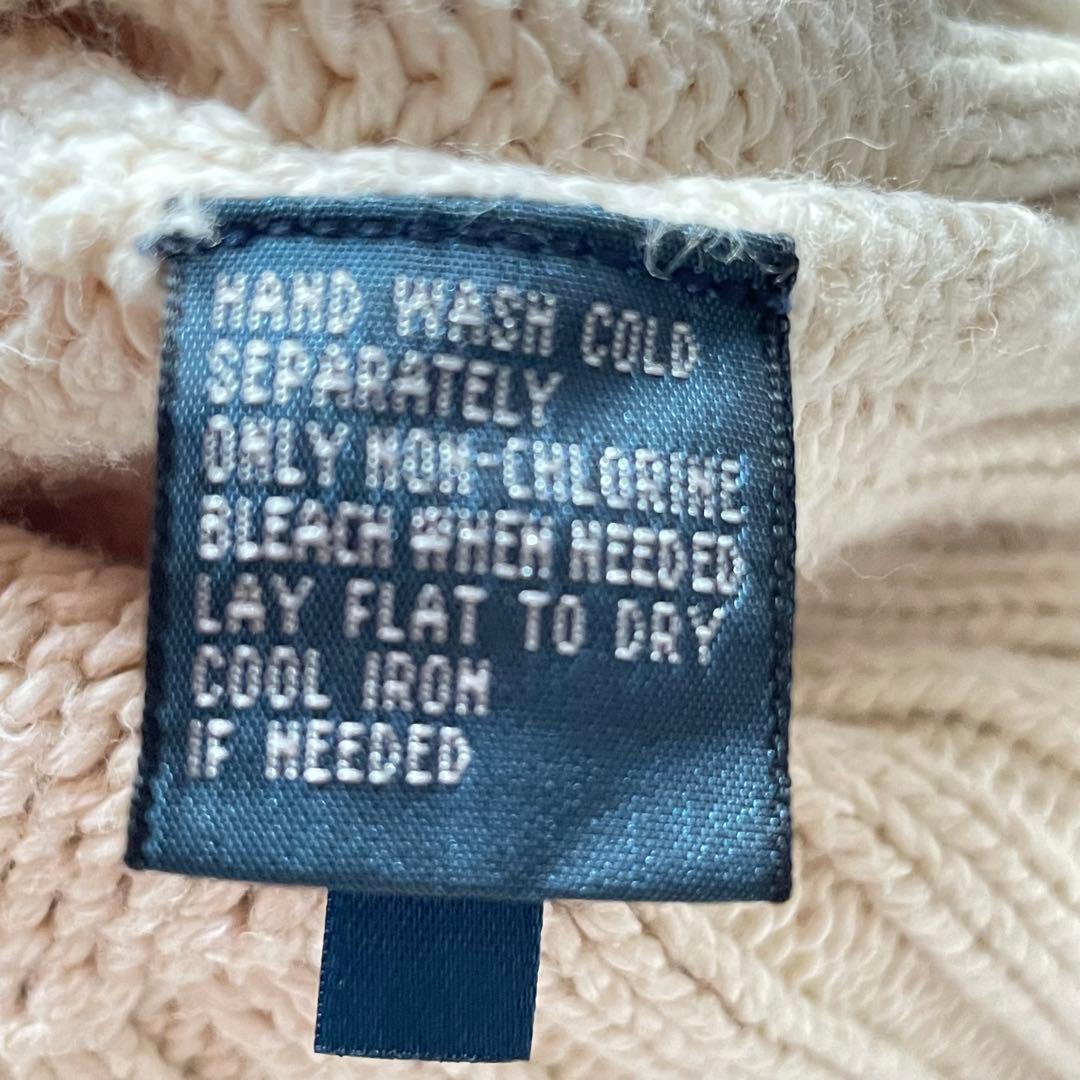 HAND WASH COLD
SEPARATELY
ONLY NON-CHLORINE
BLEACH WHEN NEEDED
LAY FLAT TO DRY
COOL IRON
IF NEEDED